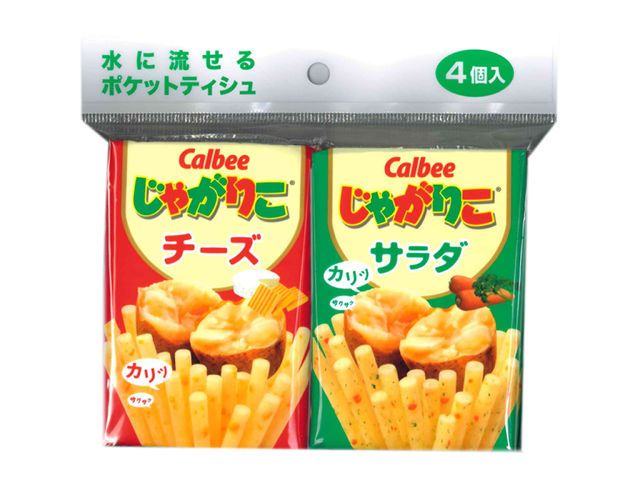 水に流せる
ポケットティシュ
4個入
Calbee
じゃがりこ®
チーズ
カリッ
サクサク
Calbee
じゃがりこ®
サラダ
カリッ
サクサク